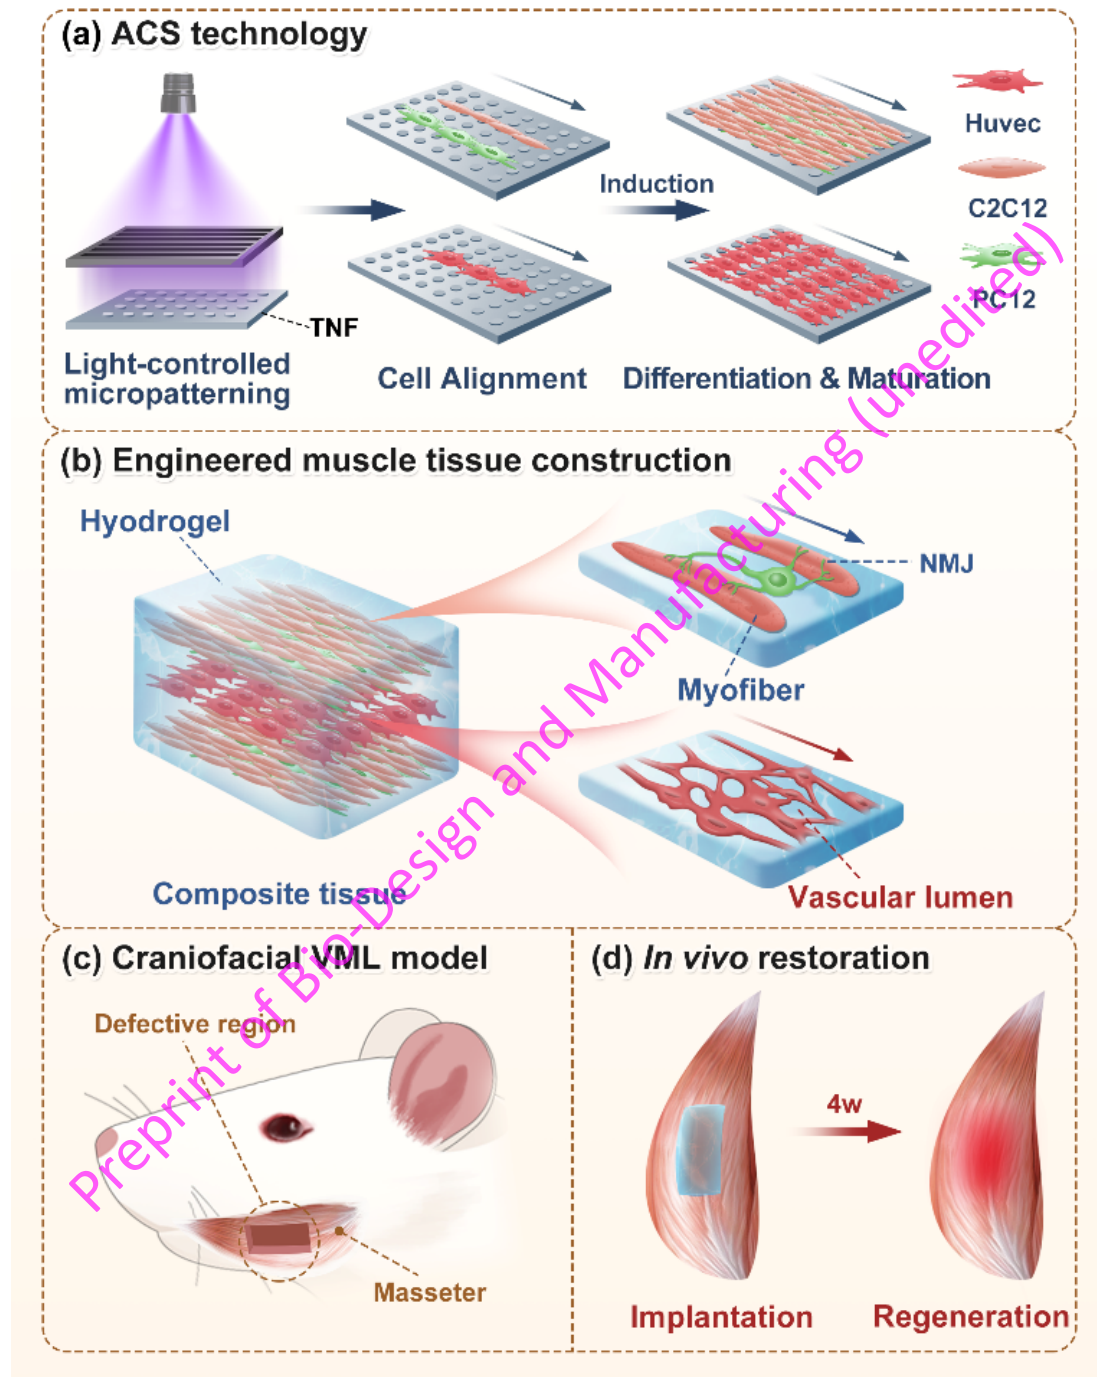 (a) ACS technology
Huvec
C2C12
PC12
Induction
TNF
Light-controlled
micropatterning
Cell Alignment
Differentiation & Maturation
(b) Engineered muscle tissue construction
Hyodrogel
NMJ
Myofiber
Composite tissue
Vascular lumen
(c) Craniofacial VML model
Defective region
Masseter
(d) In vivo restoration
4w
Implantation
Regeneration
Preprint of Bio-Design and Manufacturing (unedited)